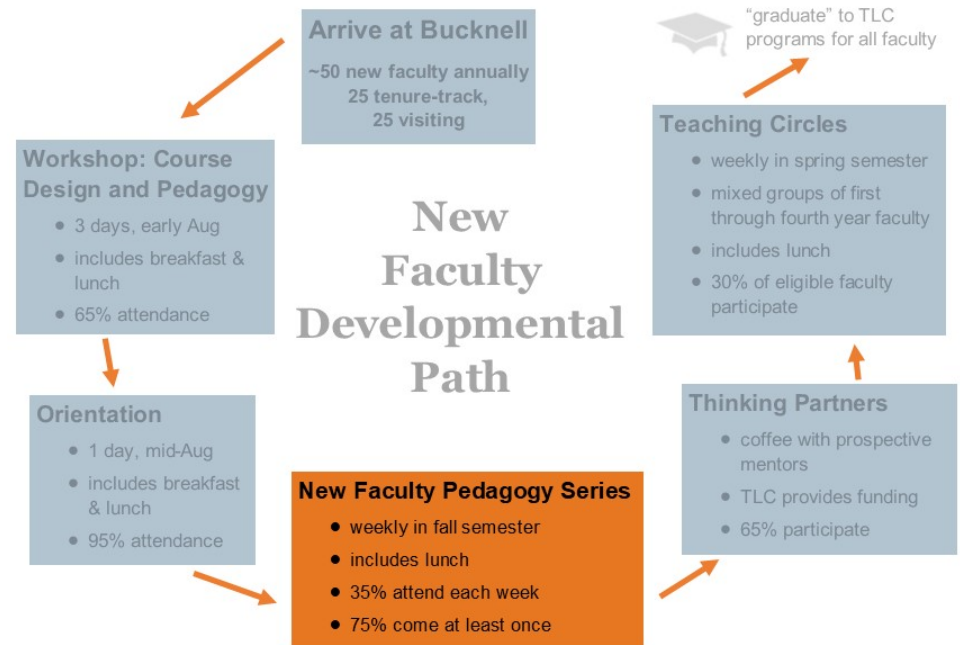 Arrive at Bucknell
~50 new faculty annually
25 tenure-track,
25 visiting
Workshop: Course
Design and Pedagogy
● 3 days, early Aug
● includes breakfast &
lunch
● 65% attendance
Orientation
● 1 day, mid-Aug
● includes breakfast
& lunch
● 95% attendance
New
Faculty
Developmental
Path
New Faculty Pedagogy Series
● weekly in fall semester
● includes lunch
● 35% attend each week
● 75% come at least once
Thinking Partners
● coffee with prospective
mentors
● TLC provides funding
● 65% participate
Teaching Circles
● weekly in spring semester
● mixed groups of first
through fourth year faculty
● includes lunch
● 30% of eligible faculty
participate
“graduate” to TLC
programs for all faculty